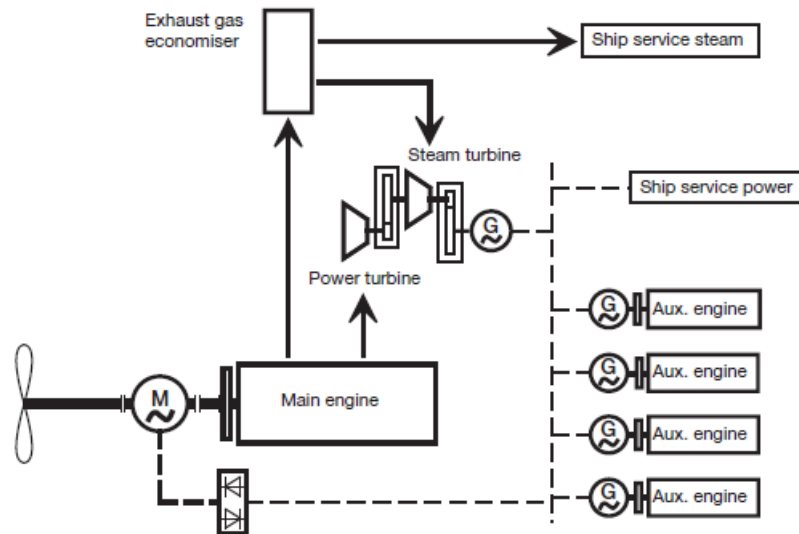 Exhaust gas
economiser
Ship service steam
Steam turbine
Ship service power
G
Power turbine
G
Aux. engine
G
Aux. engine
M
Main engine
G
Aux. engine
G
Aux. engine